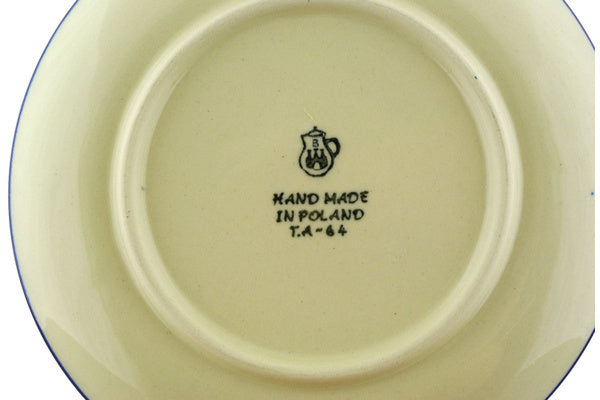 B
HAND MADE
IN POLAND
T.A-64